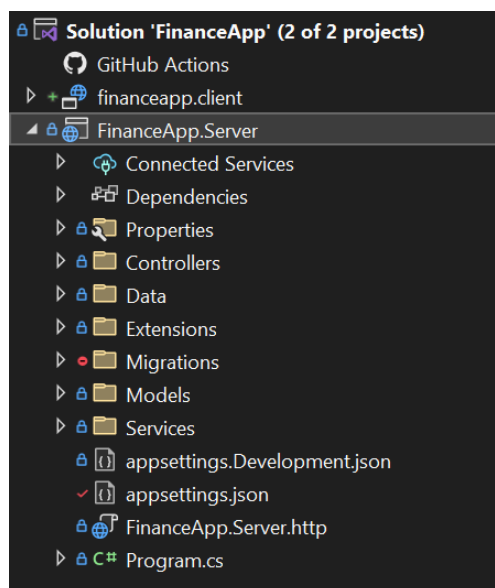 Solution 'FinanceApp' (2 of 2 projects)
GitHub Actions
financeapp.client
FinanceApp.Server
Connected Services
Dependencies
Properties
Controllers
Data
Extensions
Migrations
Models
Services
appsettings.Development.json
appsettings.json
FinanceApp.Server.http
C# Program.cs